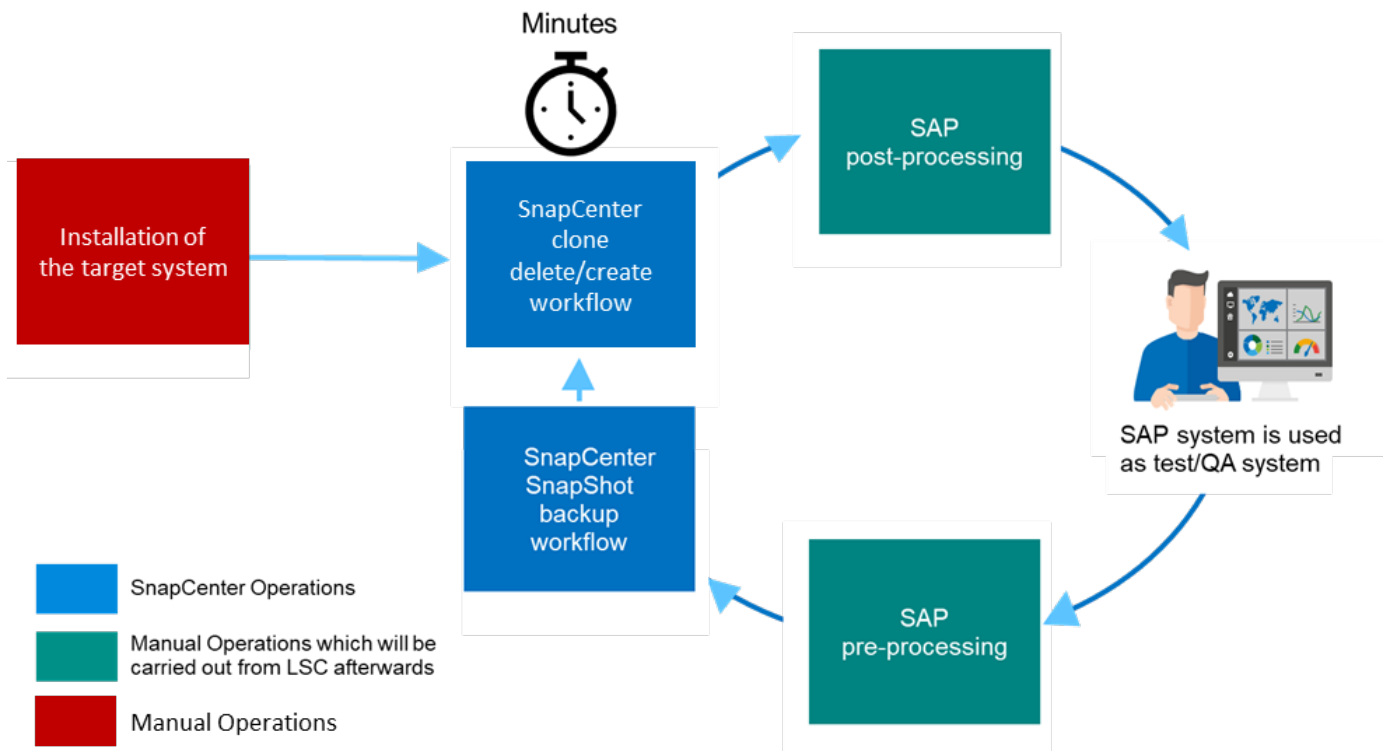 Minutes
Installation of
the target system
SnapCenter
clone
delete/create
workflow
SAP
post-processing
SAP system is used
as test/QA system
SnapCenter
SnapShot
backup
workflow
SAP
pre-processing
SnapCenter Operations
Manual Operations which will be
carried out from LSC afterwards
Manual Operations